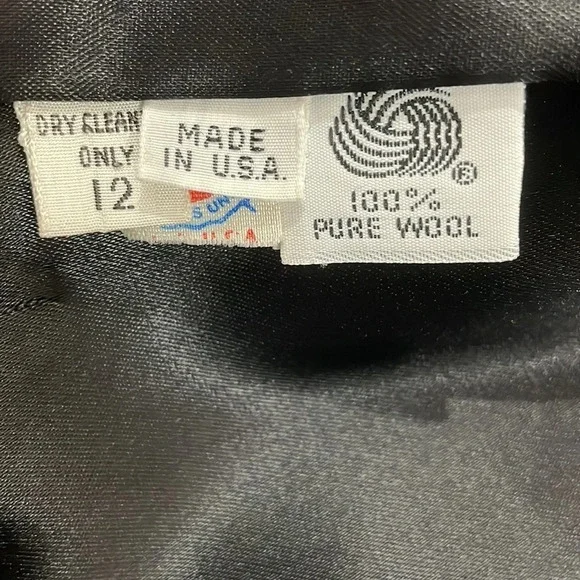 DRY CLEAN
ONLY
12
MADE
IN U.S.A.
U.S.A
®
100%
PURE WOOL